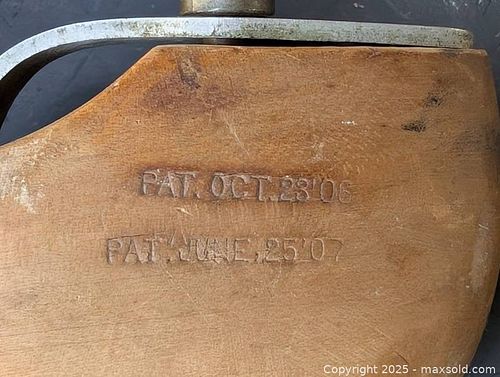 PAT. OCT. 23 '06
PAT. JUNE. 25 '07
Copyright © 2025 - maxsold.com